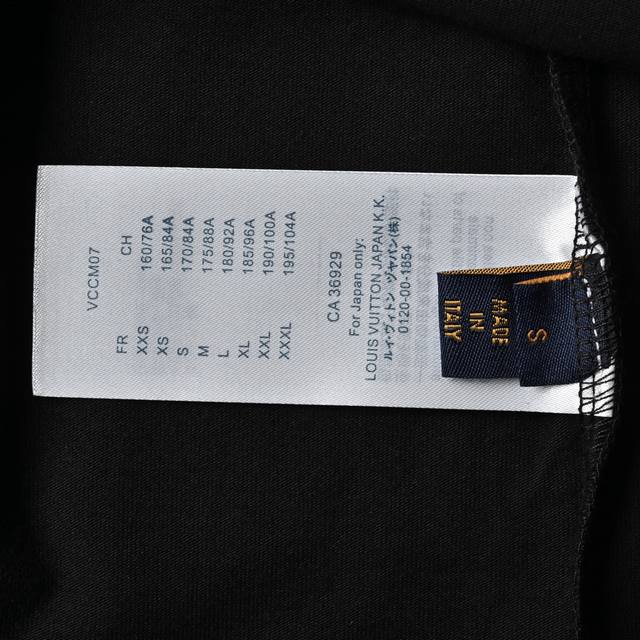 VCCM07
FR CH
XXS 160/76A
XS 165/84A
S 170/84A
M 175/88A
L 180/92A
XL 185/96A
XXL 190/100A
XXXL 195/104A
CA 36929
For Japan only:
LOUIS VUITTON JAPAN K.K.
ルイ・ヴィトン・ジャパン(株)
0120-00-1854
MADE
IN
ITALY
S